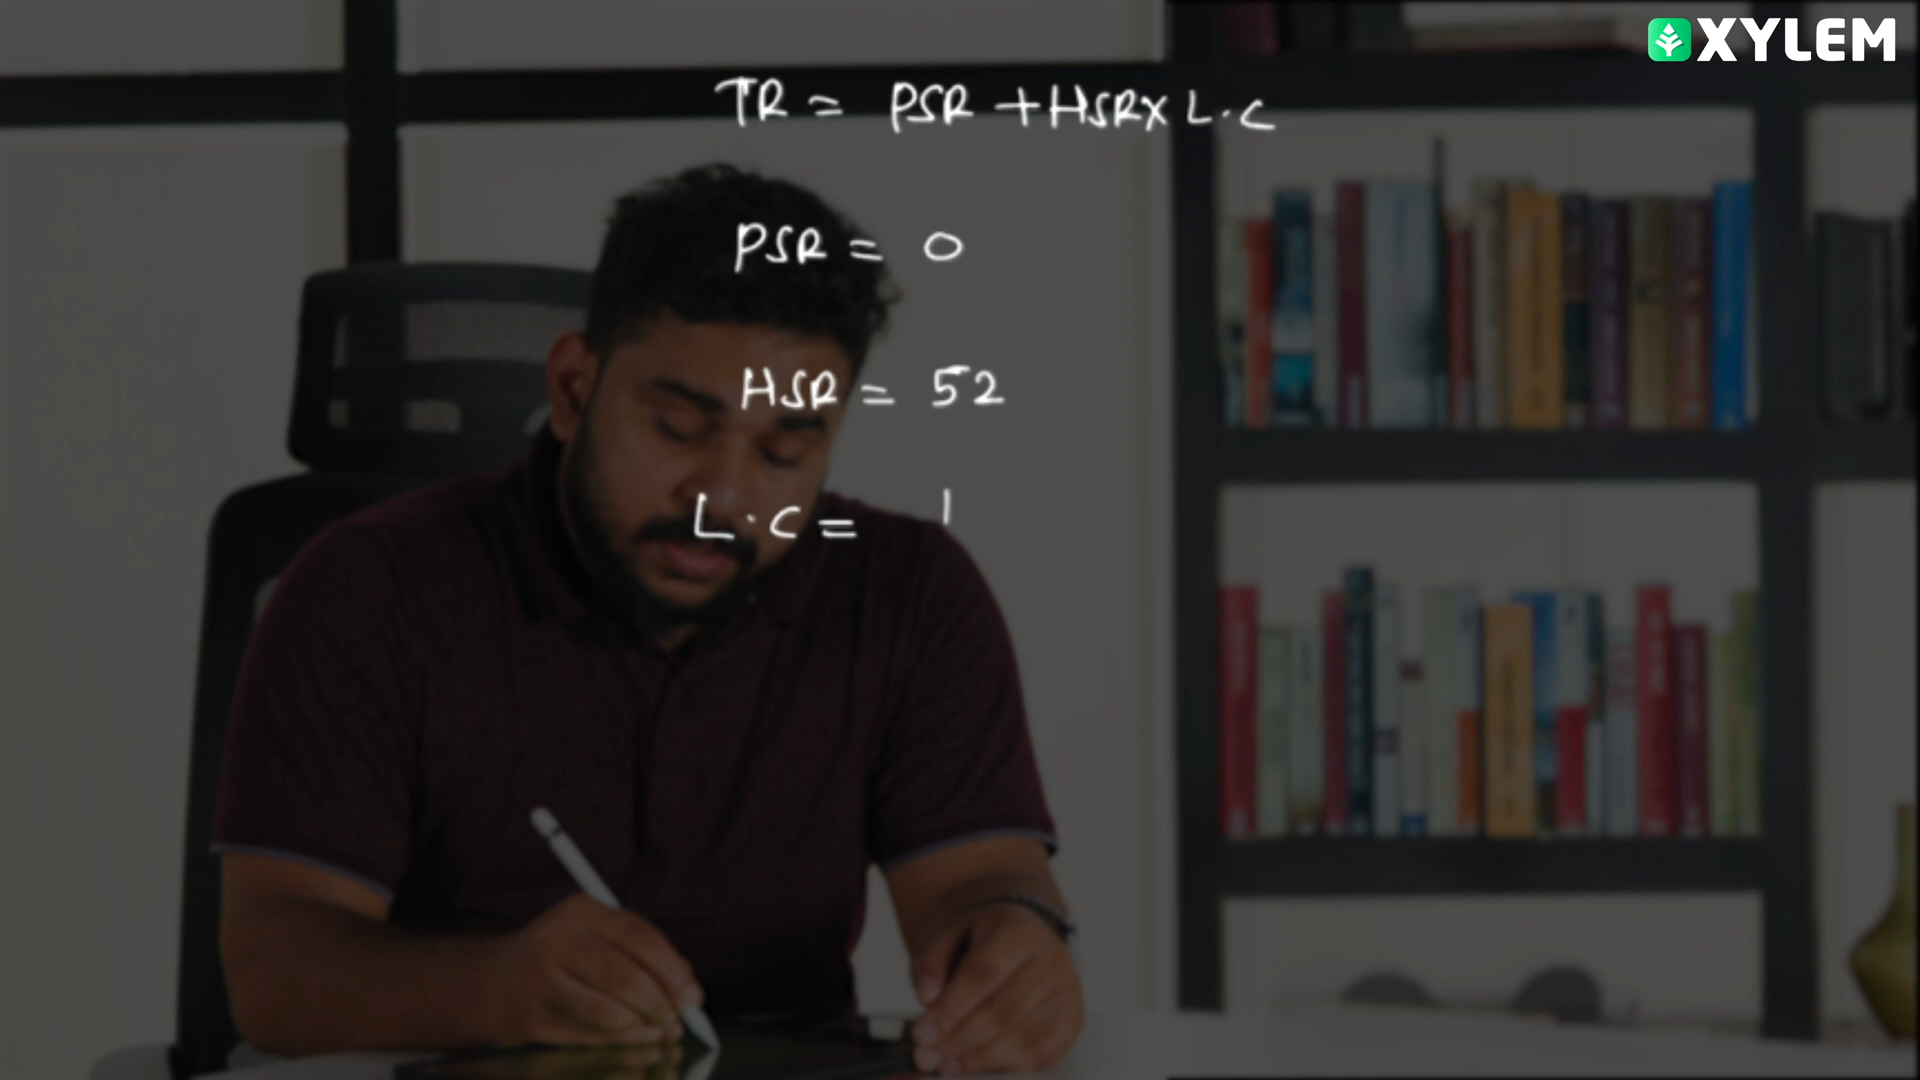 XYLEM
TR = PSR + HSR X L.C
PSR = 0
HSR = 52
L.C = 1